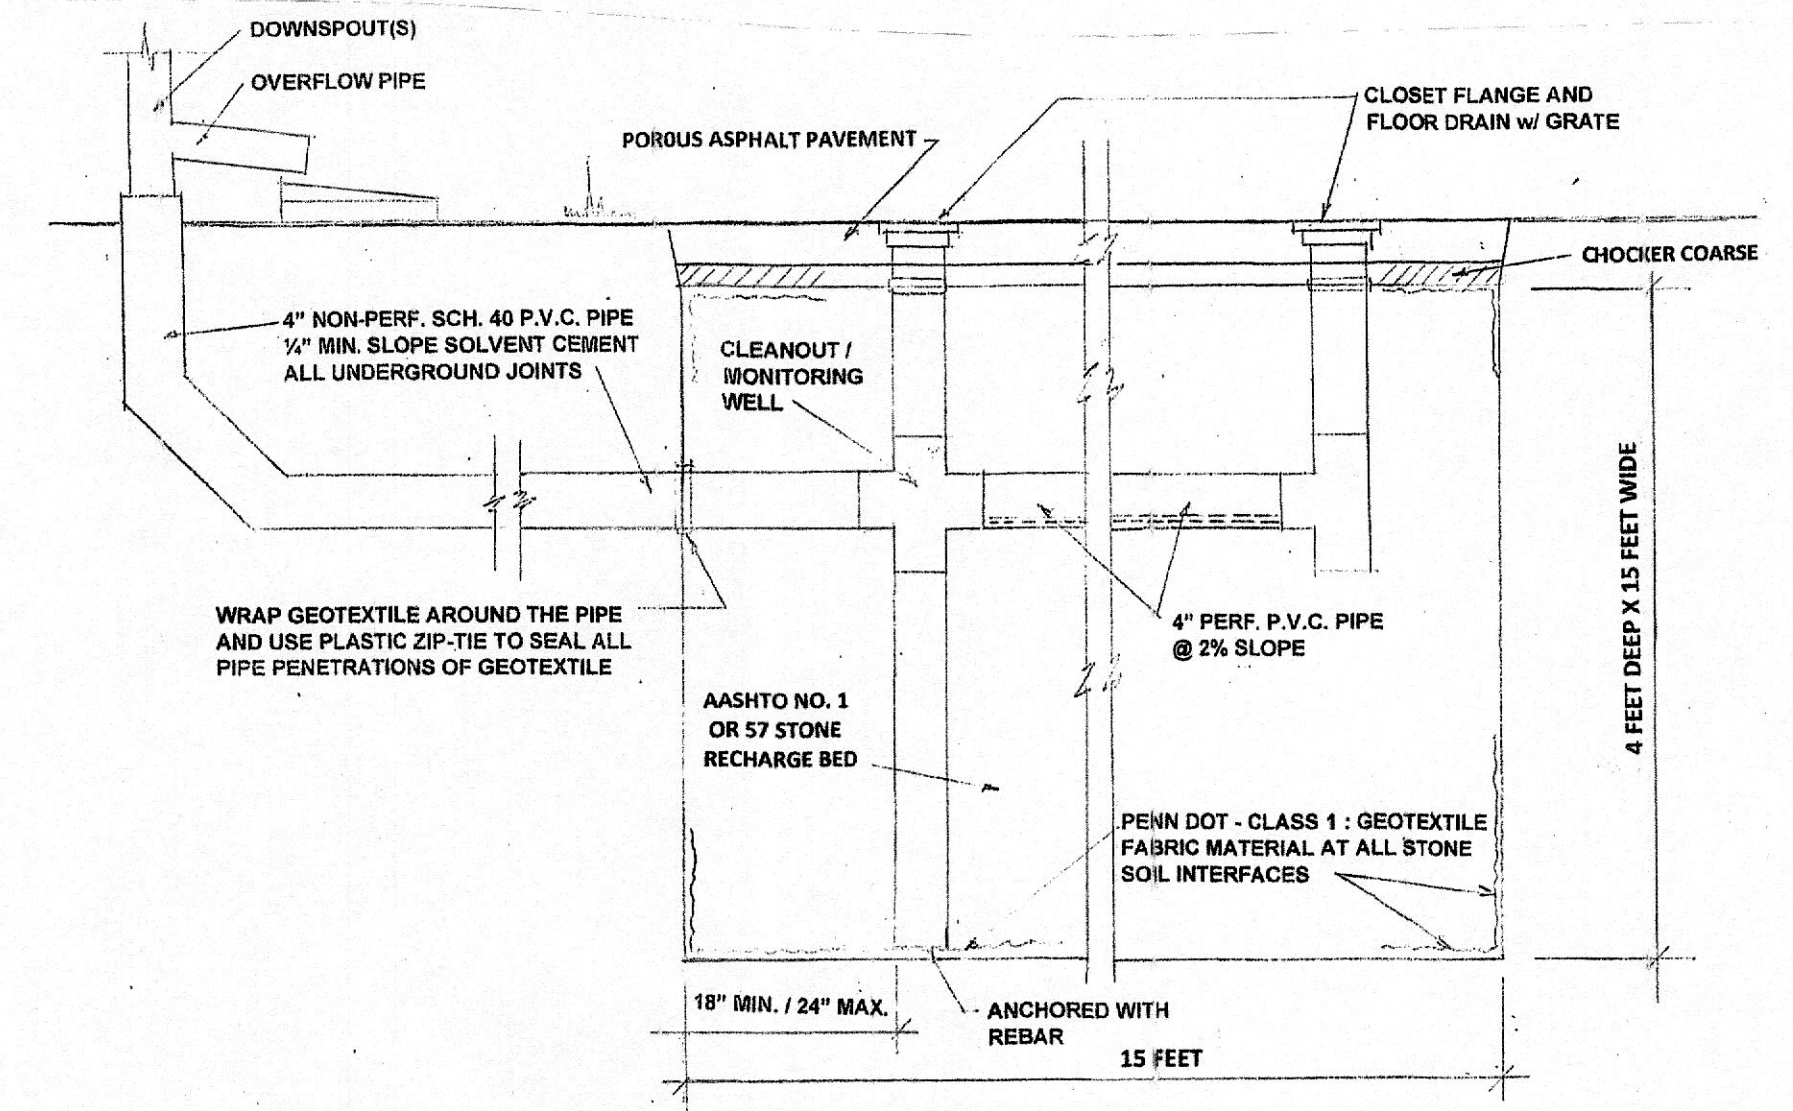 DOWNSPOUT(S)
OVERFLOW PIPE
POROUS ASPHALT PAVEMENT
CLOSET FLANGE AND
FLOOR DRAIN w/ GRATE
CHOCKER COARSE
4" NON-PERF. SCH. 40 P.V.C. PIPE
¼" MIN. SLOPE SOLVENT CEMENT
ALL UNDERGROUND JOINTS
CLEANOUT /
MONITORING
WELL
WRAP GEOTEXTILE AROUND THE PIPE
AND USE PLASTIC ZIP-TIE TO SEAL ALL
PIPE PENETRATIONS OF GEOTEXTILE
4" PERF. P.V.C. PIPE
@ 2% SLOPE
4 FEET DEEP X 15 FEET WIDE
AASHTO NO. 1
OR 57 STONE
RECHARGE BED
PENN DOT - CLASS 1 : GEOTEXTILE
FABRIC MATERIAL AT ALL STONE
SOIL INTERFACES
18" MIN. / 24" MAX.
ANCHORED WITH
REBAR
15 FEET